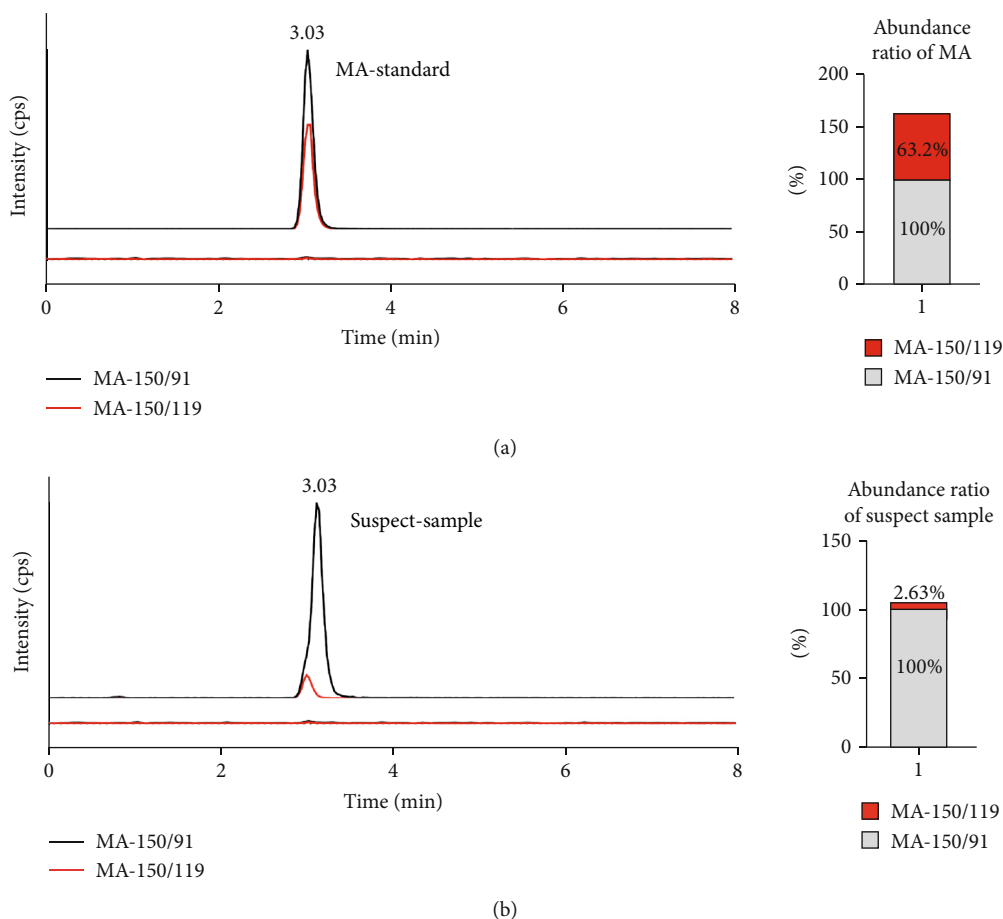 3.03
MA-standard
Intensity (cps)
0
2
4
6
8
Time (min)
MA-150/91
MA-150/119
Abundance
ratio of MA
200
150
100
50
0
(%)
63.2%
100%
1
MA-150/119
MA-150/91
(a)
3.03
Suspect-sample
Intensity (cps)
0
2
4
6
8
Time (min)
MA-150/91
MA-150/119
Abundance ratio
of suspect sample
150
100
50
0
(%)
2.63%
100%
1
MA-150/119
MA-150/91
(b)